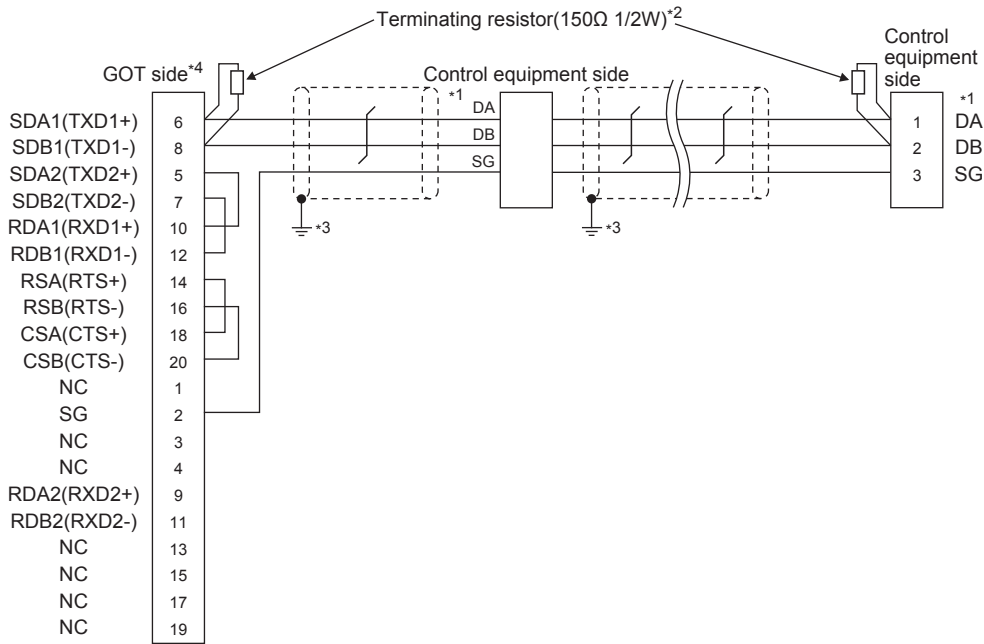 Terminating resistor(150Ω 1/2W)*2
GOT side*4
Control equipment side
Control
equipment
side
*1
*1
SDA1(TXD1+) 6 DA 1 DA
SDB1(TXD1-) 8 DB 2 DB
SDA2(TXD2+) 5 SG 3 SG
SDB2(TXD2-) 7
RDA1(RXD1+) 10 *3 *3
RDB1(RXD1-) 12
RSA(RTS+) 14
RSB(RTS-) 16
CSA(CTS+) 18
CSB(CTS-) 20
NC 1
SG 2
NC 3
NC 4
RDA2(RXD2+) 9
RDB2(RXD2-) 11
NC 13
NC 15
NC 17
NC 19